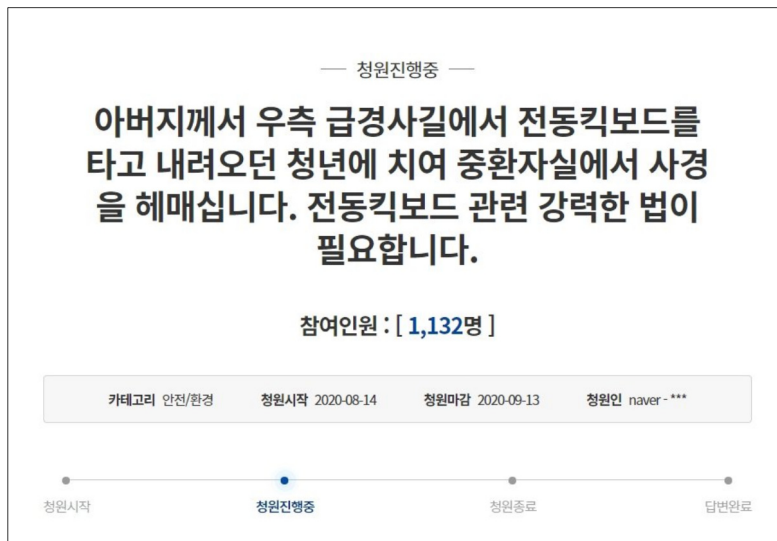 청원진행중
아버지께서 우측 급경사길에서 전동킥보드를
타고 내려오던 청년에 치여 중환자실에서 사경
을 헤매십니다. 전동킥보드 관련 강력한 법이
필요합니다.
참여인원 : [ 1,132명 ]
카테고리 안전/환경 청원시작 2020-08-14 청원마감 2020-09-13 청원인 naver - ***
청원시작 청원진행중 청원종료 답변완료